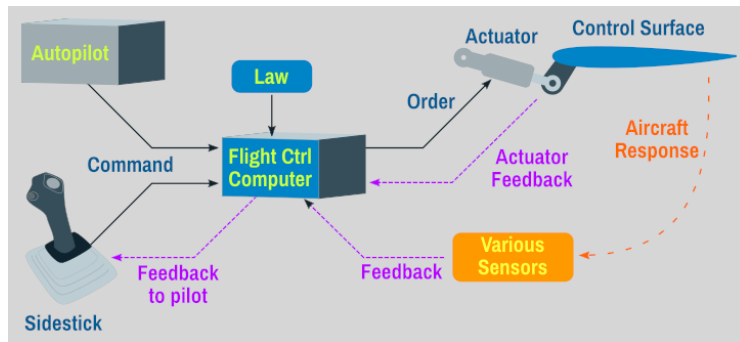 Autopilot
Law
Actuator
Control Surface
Order
Command
Flight Ctrl
Computer
Actuator
Feedback
Aircraft
Response
Feedback
to pilot
Feedback
Various
Sensors
Sidestick